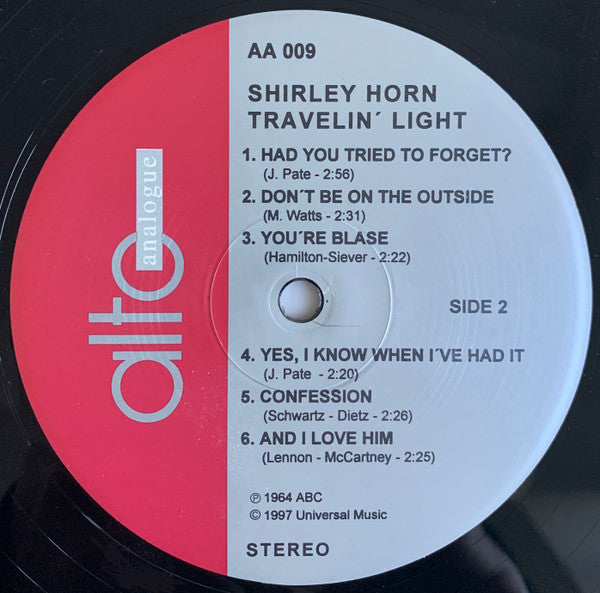 AA 009
SHIRLEY HORN
TRAVELIN´ LIGHT
1. HAD YOU TRIED TO FORGET?
(J. Pate - 2:56)
2. DON´T BE ON THE OUTSIDE
(M. Watts - 2:31)
3. YOU´RE BLASE
(Hamilton-Siever - 2:22)
SIDE 2
4. YES, I KNOW WHEN I´VE HAD IT
(J. Pate - 2:20)
5. CONFESSION
(Schwartz - Dietz - 2:26)
6. AND I LOVE HIM
(Lennon - McCartney - 2:25)
℗ 1964 ABC
© 1997 Universal Music
STEREO
alto
analogue